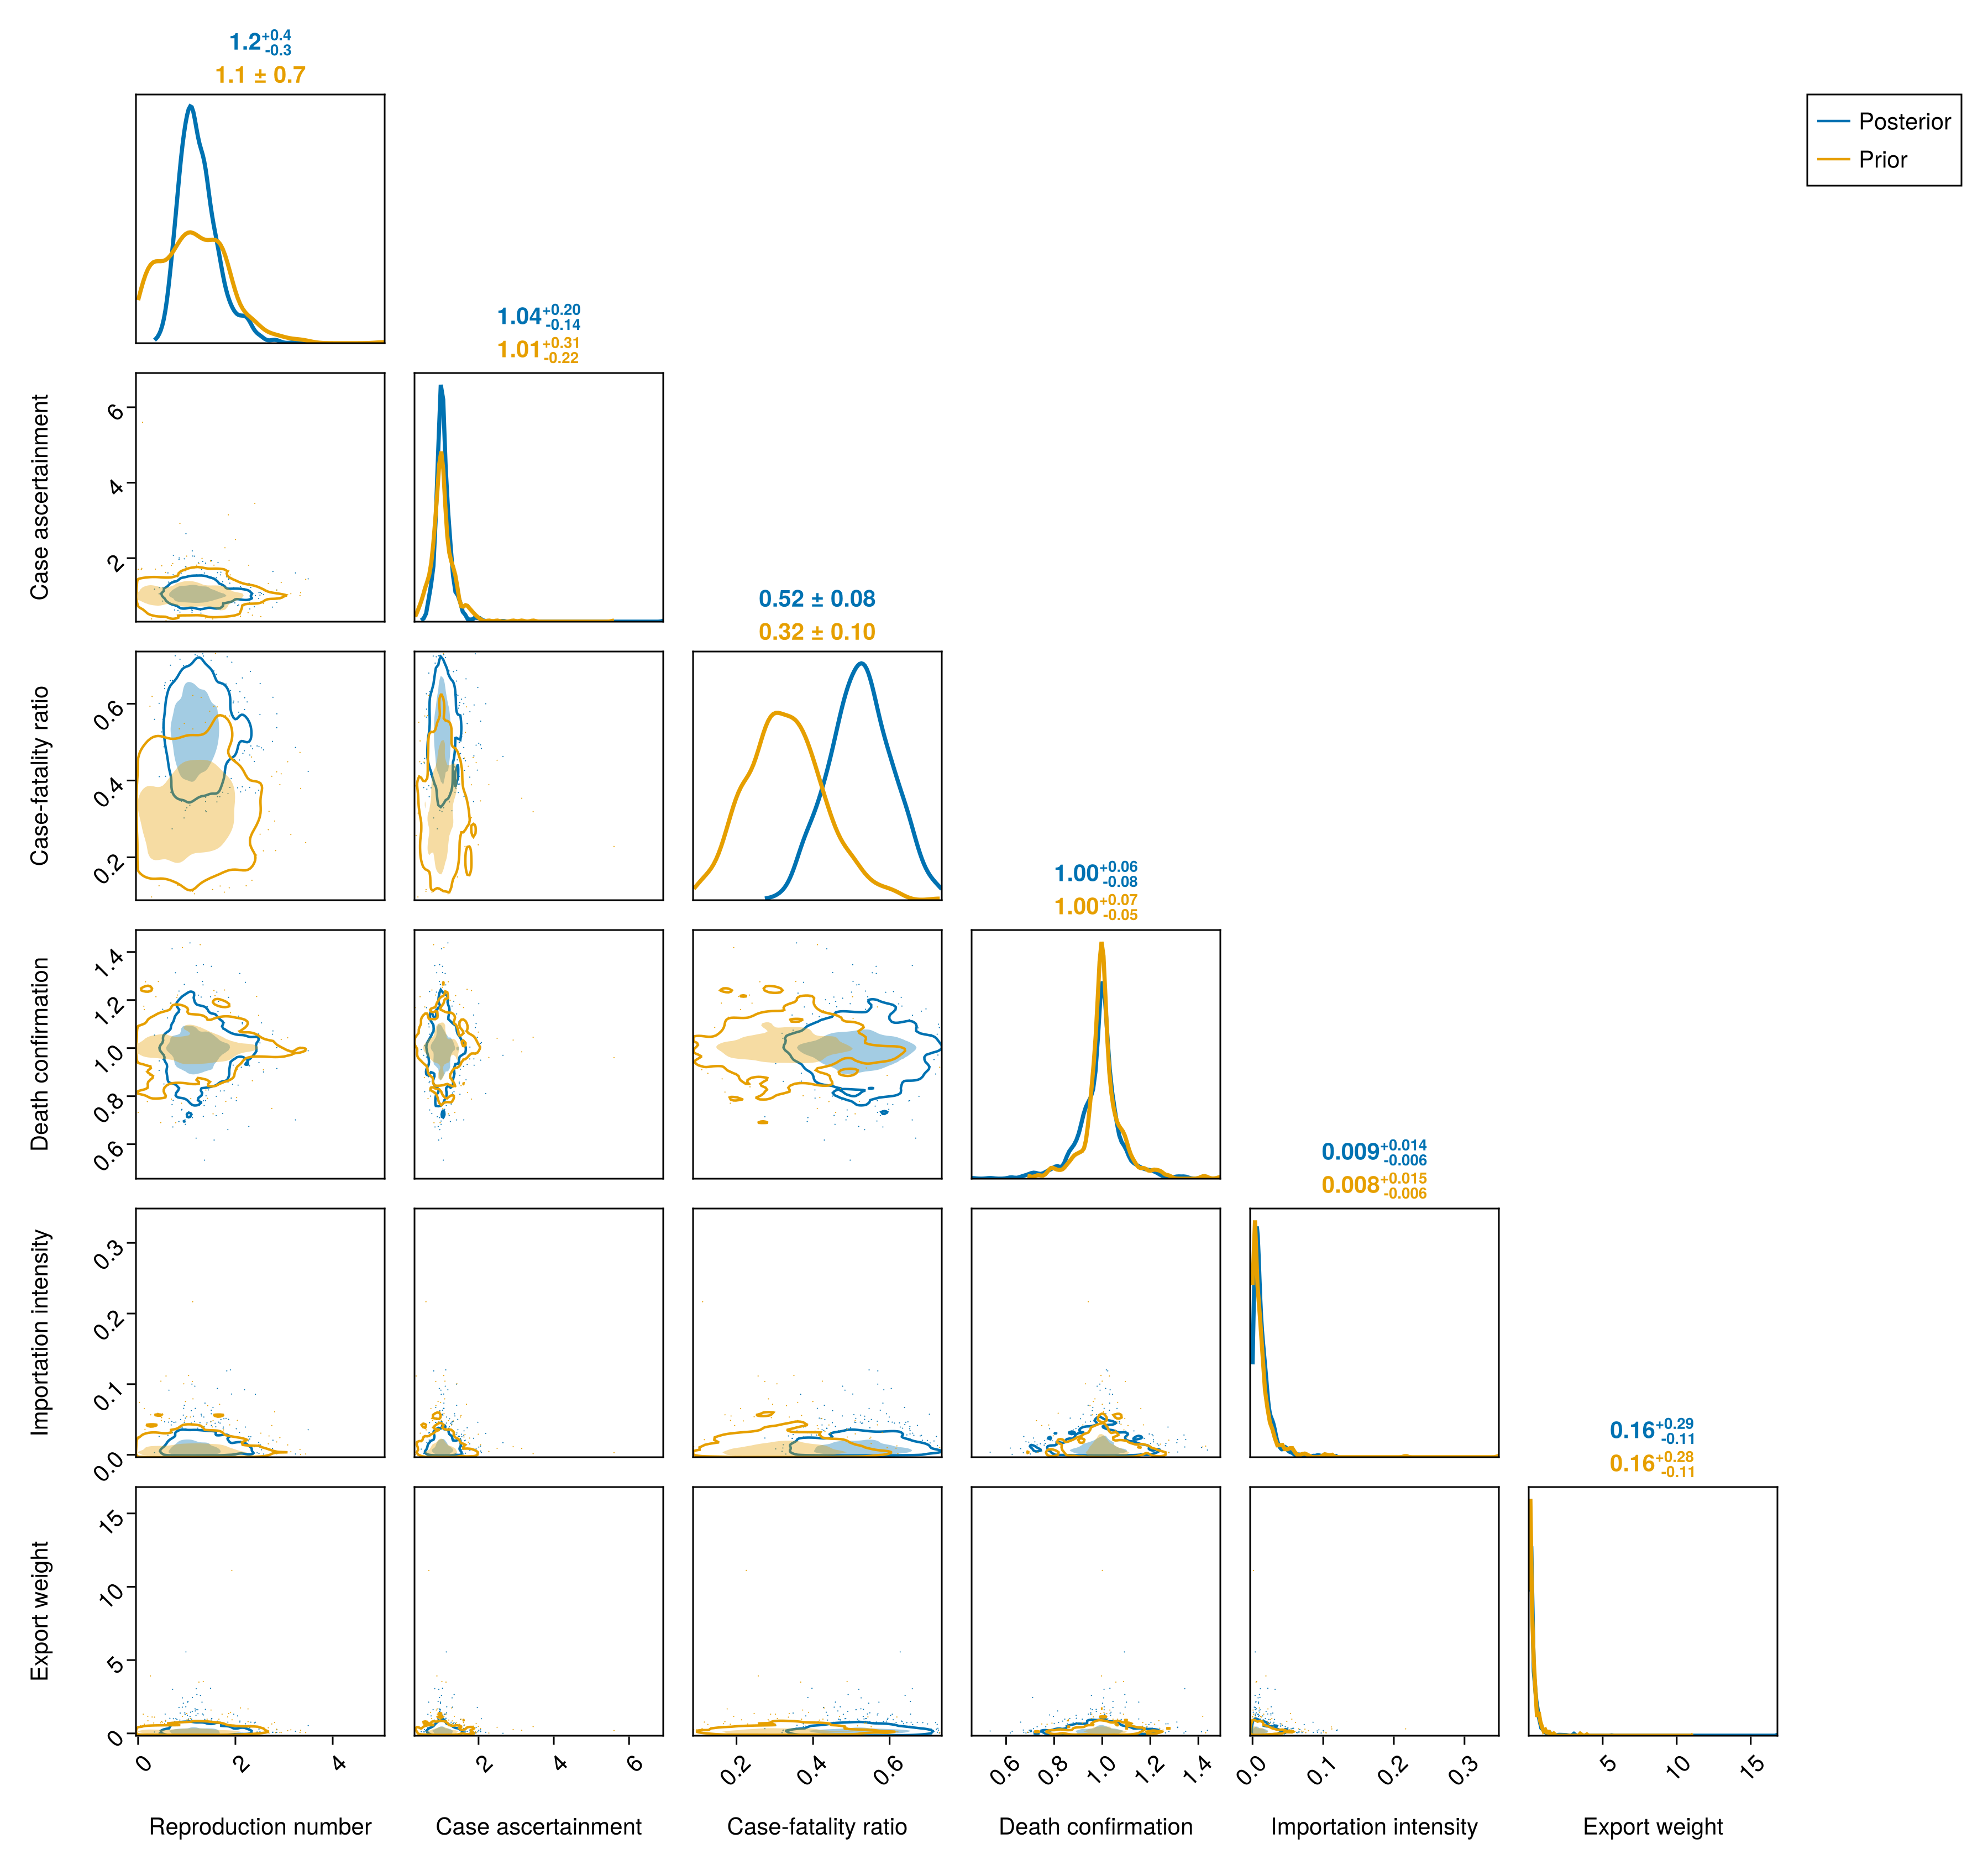 1.2+0.4 -0.3
1.1 ± 0.7
Posterior
Prior
1.04+0.20 -0.14
1.01+0.31 -0.22
Case ascertainment
6
4
2
0.52 ± 0.08
0.32 ± 0.10
Case-fatality ratio
0.6
0.4
0.2
1.00+0.06 -0.08
1.00+0.07 -0.05
Death confirmation
1.4
1.2
1.0
0.8
0.6
0.009+0.014 -0.006
0.008+0.015 -0.006
Importation intensity
0.3
0.2
0.1
0.0
0.16+0.29 -0.11
0.16+0.28 -0.11
Export weight
15
10
5
0
0 2 4
2 4 6
0.2 0.4 0.6
0.6 0.8 1.0 1.2 1.4
0.0 0.1 0.2 0.3
5 10 15
Reproduction number
Case ascertainment
Case-fatality ratio
Death confirmation
Importation intensity
Export weight